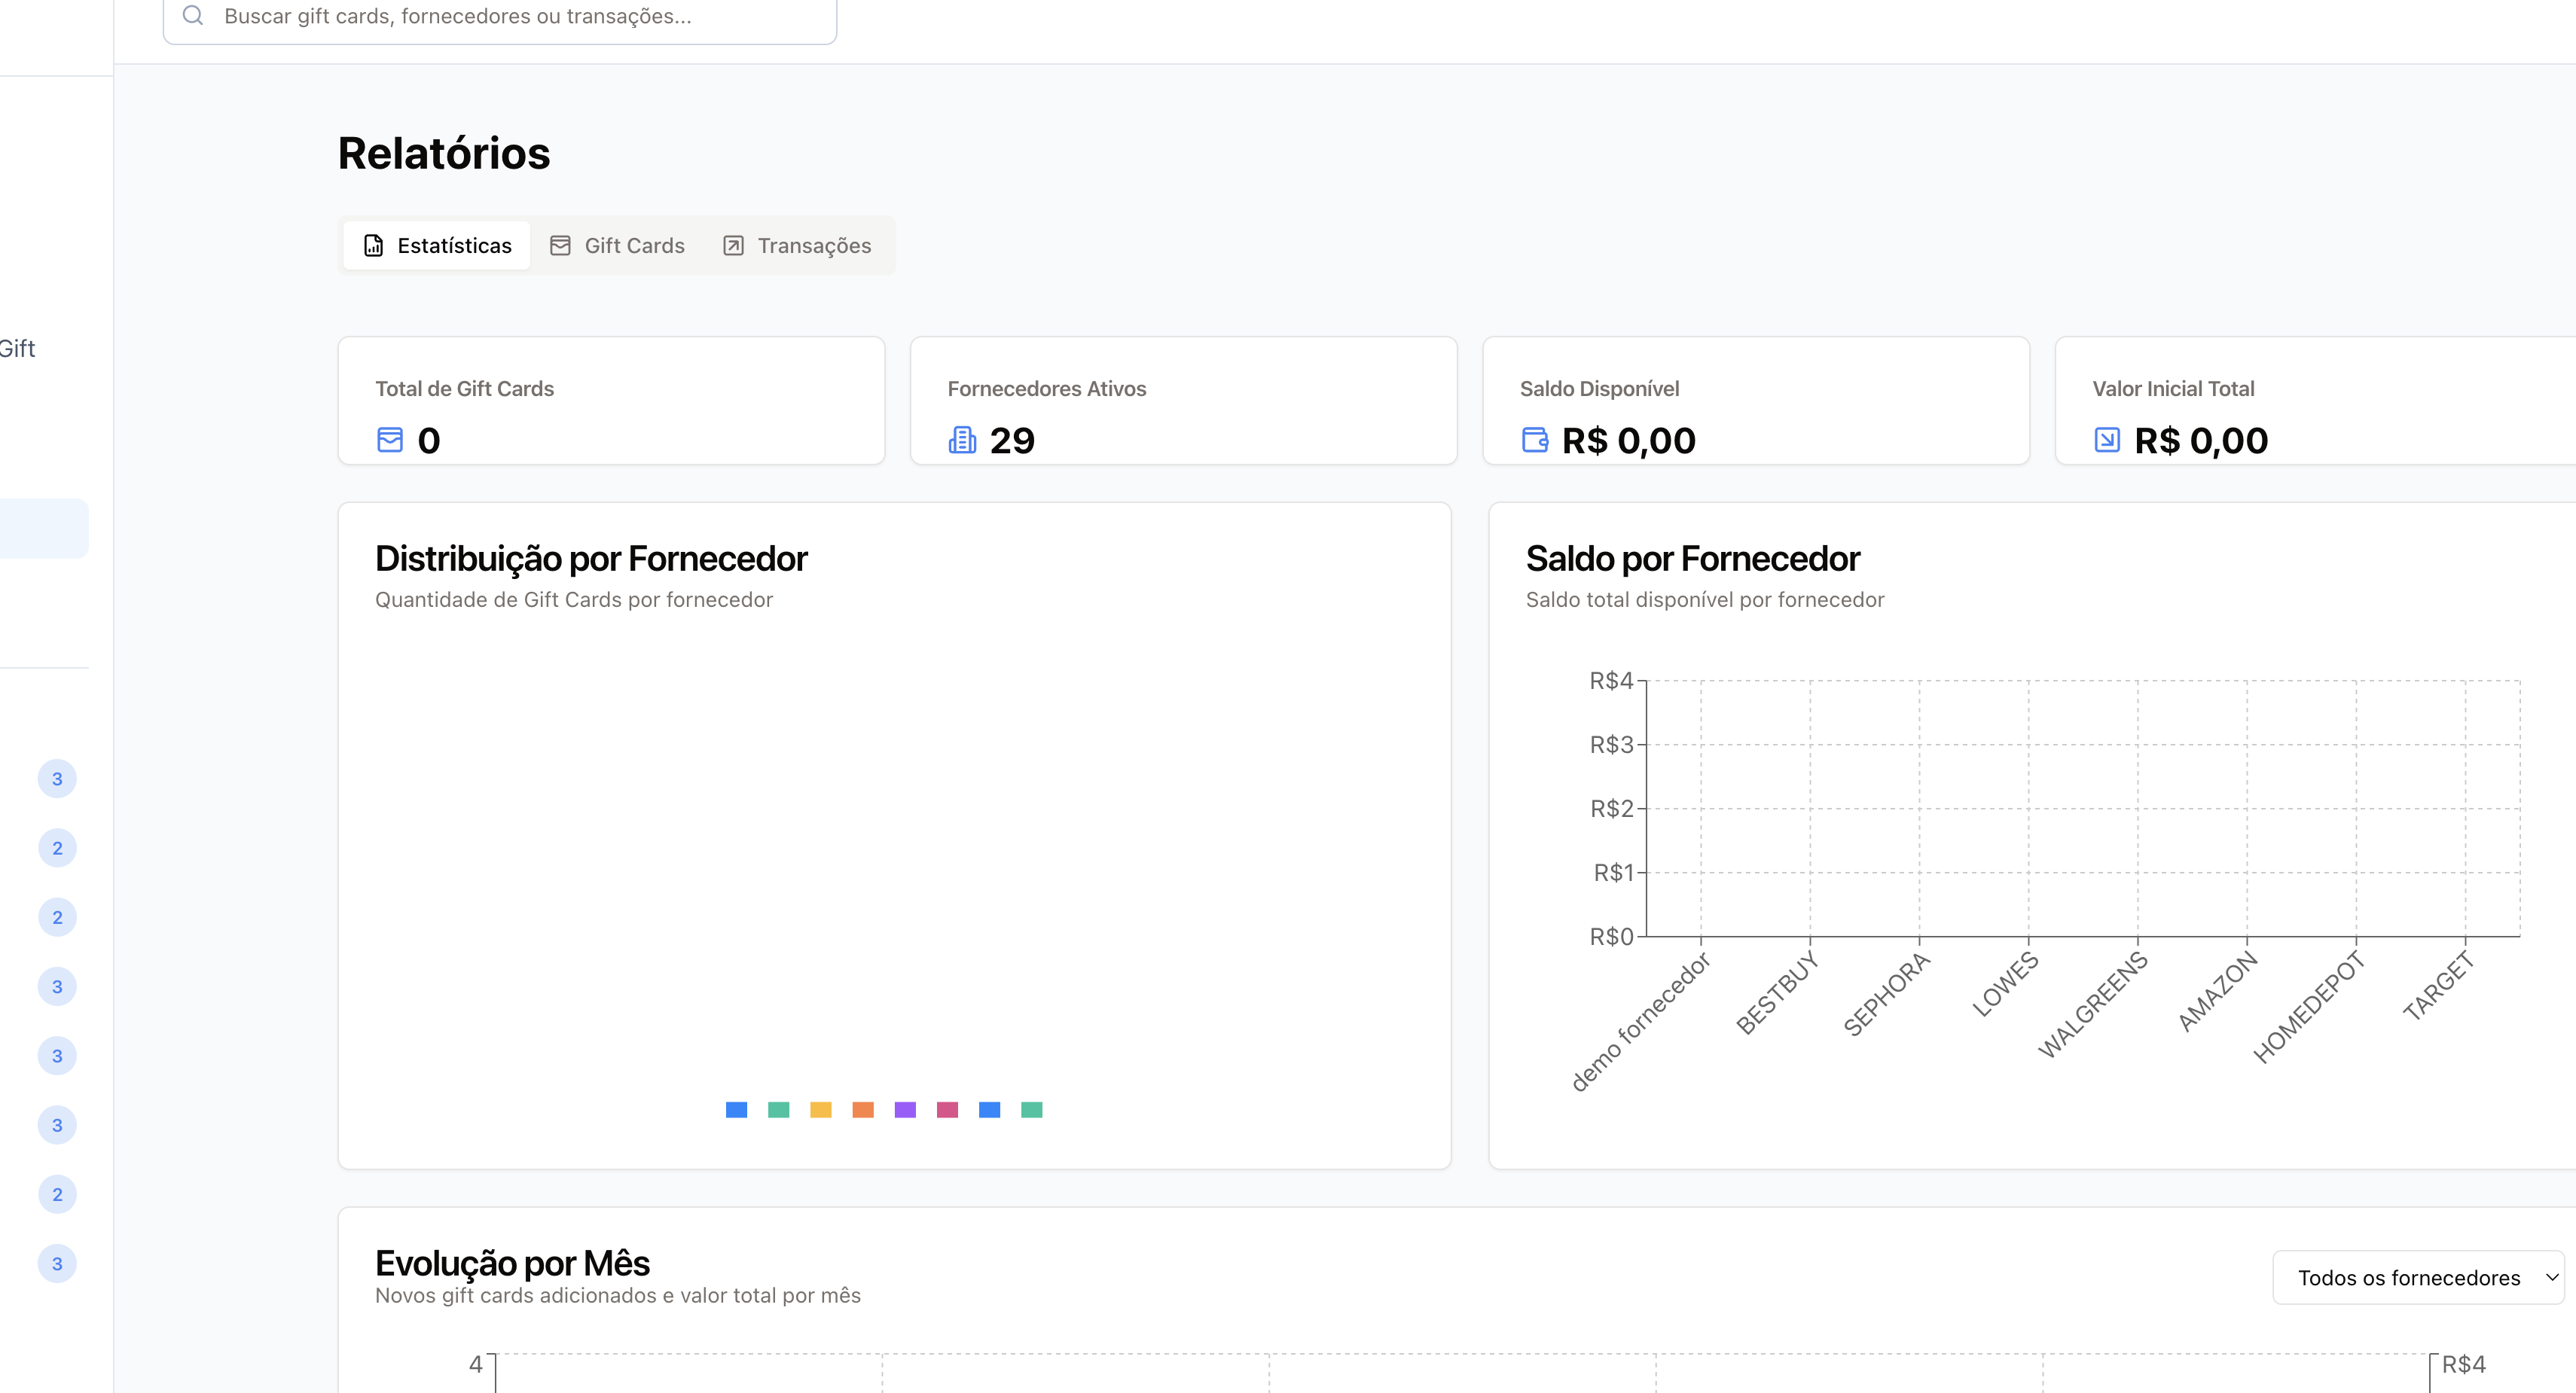 Buscar gift cards, fornecedores ou transações...
Relatórios
Estatísticas
Gift Cards
Transações
Gift
Total de Gift Cards
0
Fornecedores Ativos
29
Saldo Disponível
R$ 0,00
Valor Inicial Total
R$ 0,00
Distribuição por Fornecedor
Quantidade de Gift Cards por fornecedor
Saldo por Fornecedor
Saldo total disponível por fornecedor
R$4
R$3
R$2
R$1
R$0
demo fornecedor
BESTBUY
SEPHORA
LOWES
WALGREENS
AMAZON
HOMEDEPOT
TARGET
3
2
2
3
3
3
2
3
Evolução por Mês
Novos gift cards adicionados e valor total por mês
Todos os fornecedores
4
R$4